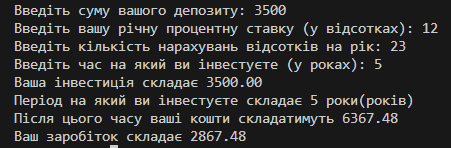 Введіть суму вашого депозиту: 3500
Введіть вашу річну процентну ставку (у відсотках): 12
Введіть кількість нарахувань відсотків на рік: 23
Введіть час на який ви інвестуєте (у роках): 5
Ваша інвестиція складає 3500.00
Період на який ви інвестуєте складає 5 роки(років)
Після цього часу ваші кошти складатимуть 6367.48
Ваш заробіток складає 2867.48